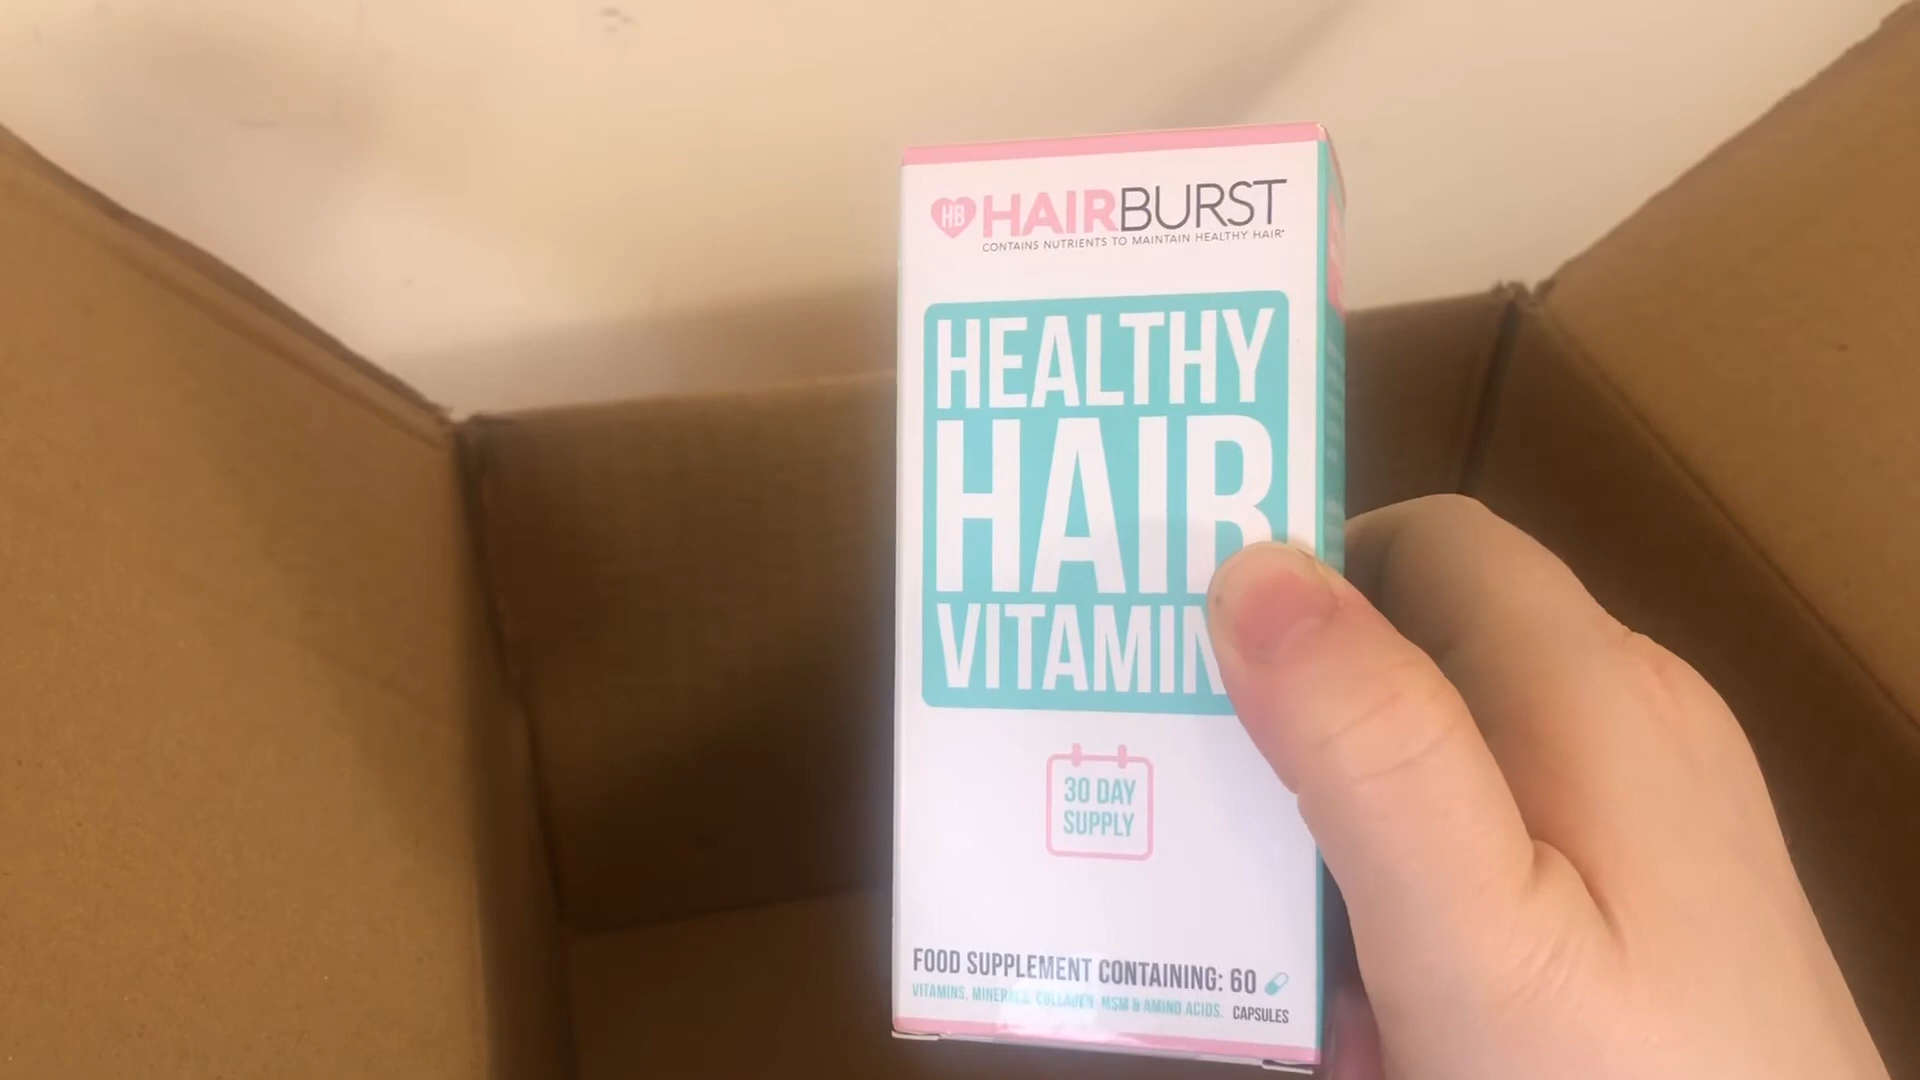 HB HAIRBURST
CONTAINS NUTRIENTS TO MAINTAIN HEALTHY HAIR*
HEALTHY
HAIR
VITAMIN
30 DAY
SUPPLY
FOOD SUPPLEMENT CONTAINING: 60
VITAMINS, MINERALS, COLLAGEN, MSM & AMINO ACIDS. CAPSULES